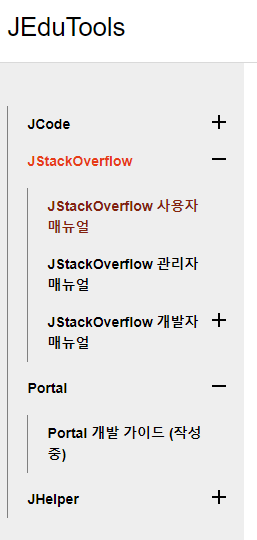 JEduTools
JCode
JStackOverflow
JStackOverflow 사용자
매뉴얼
JStackOverflow 관리자
매뉴얼
JStackOverflow 개발자
매뉴얼
Portal
Portal 개발 가이드 (작성
중)
JHelper